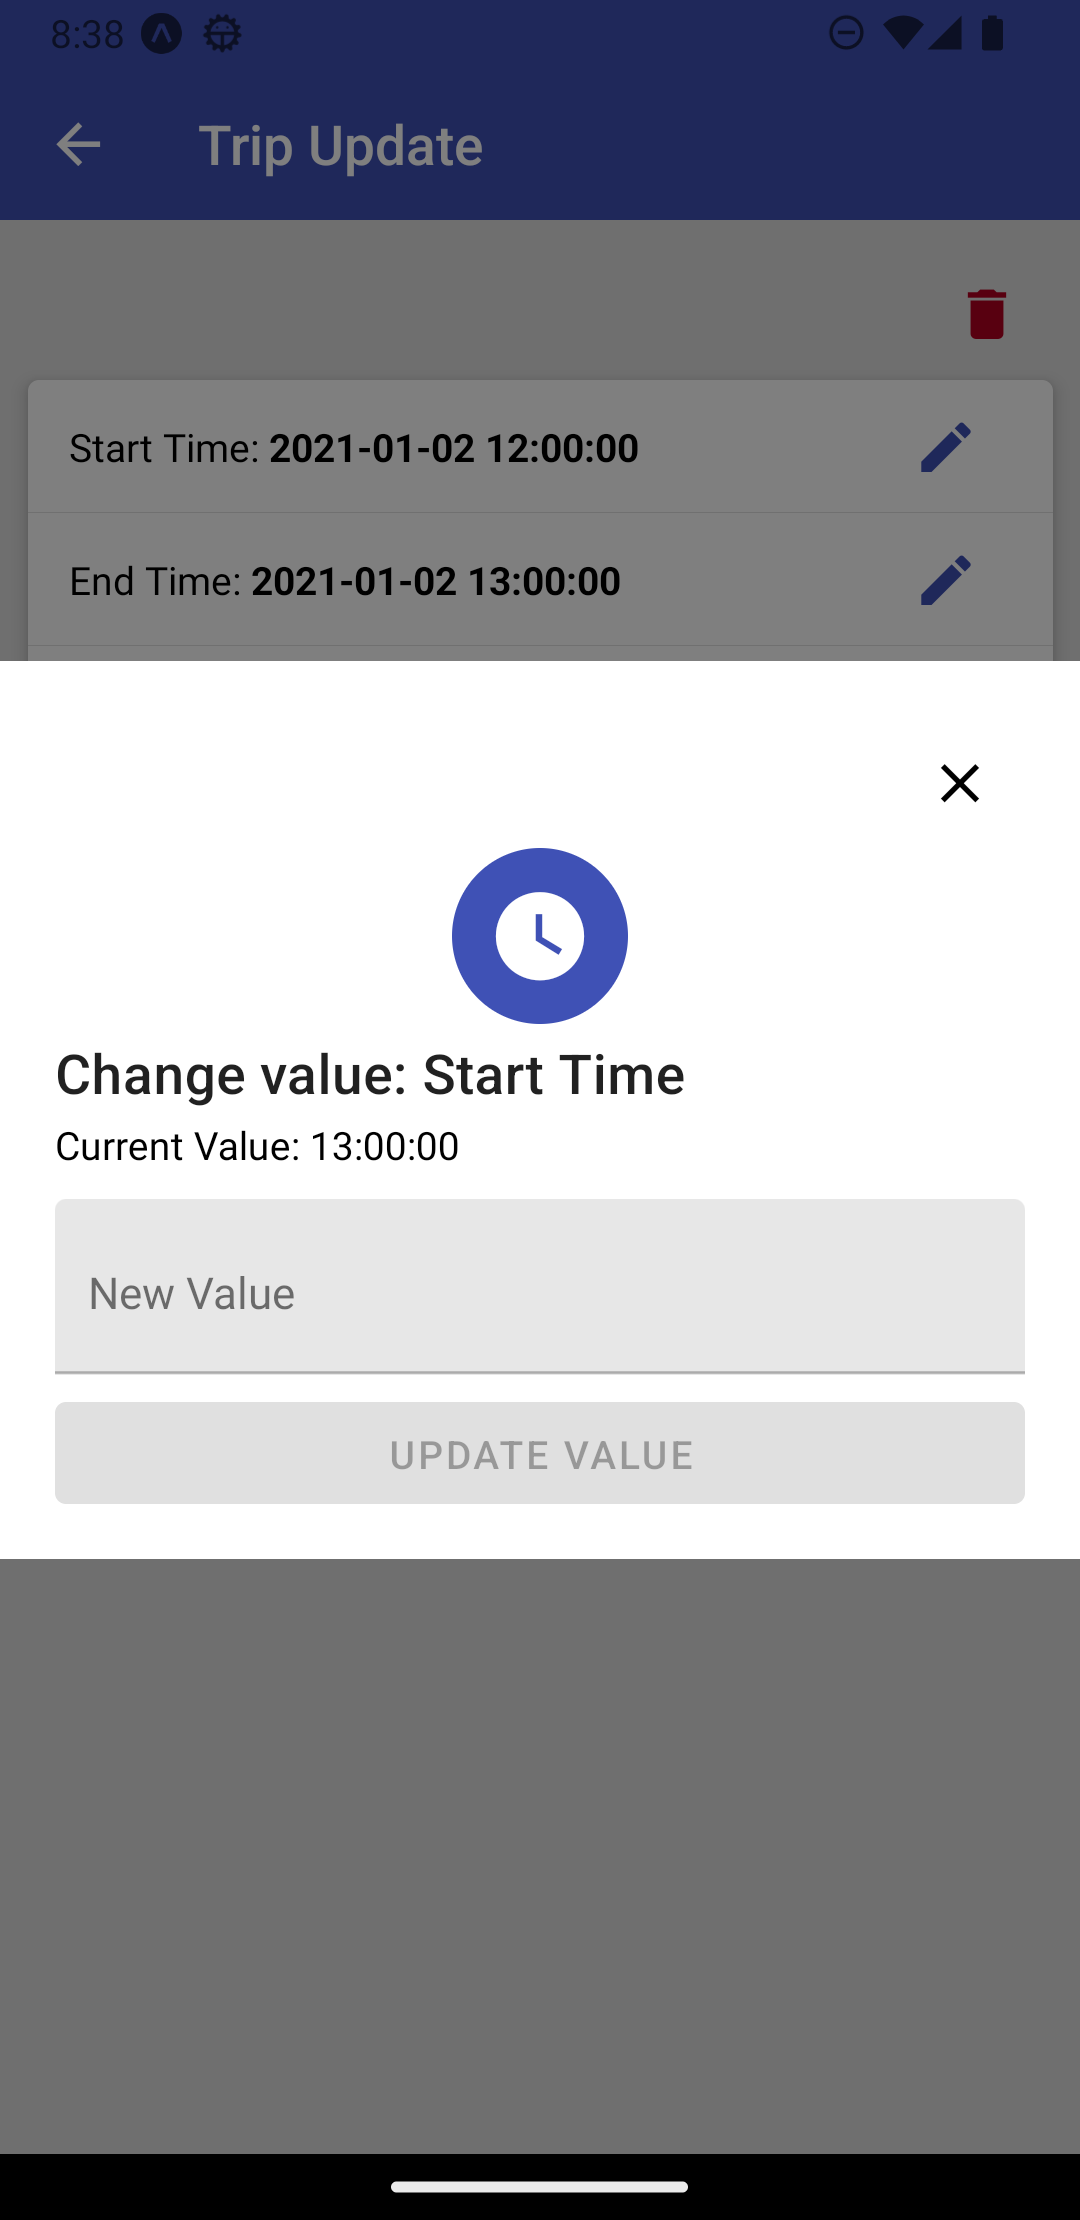 8:38
Trip Update
Start Time: 2021-01-02 12:00:00
End Time: 2021-01-02 13:00:00
Change value: Start Time
Current Value: 13:00:00
New Value
UPDATE VALUE